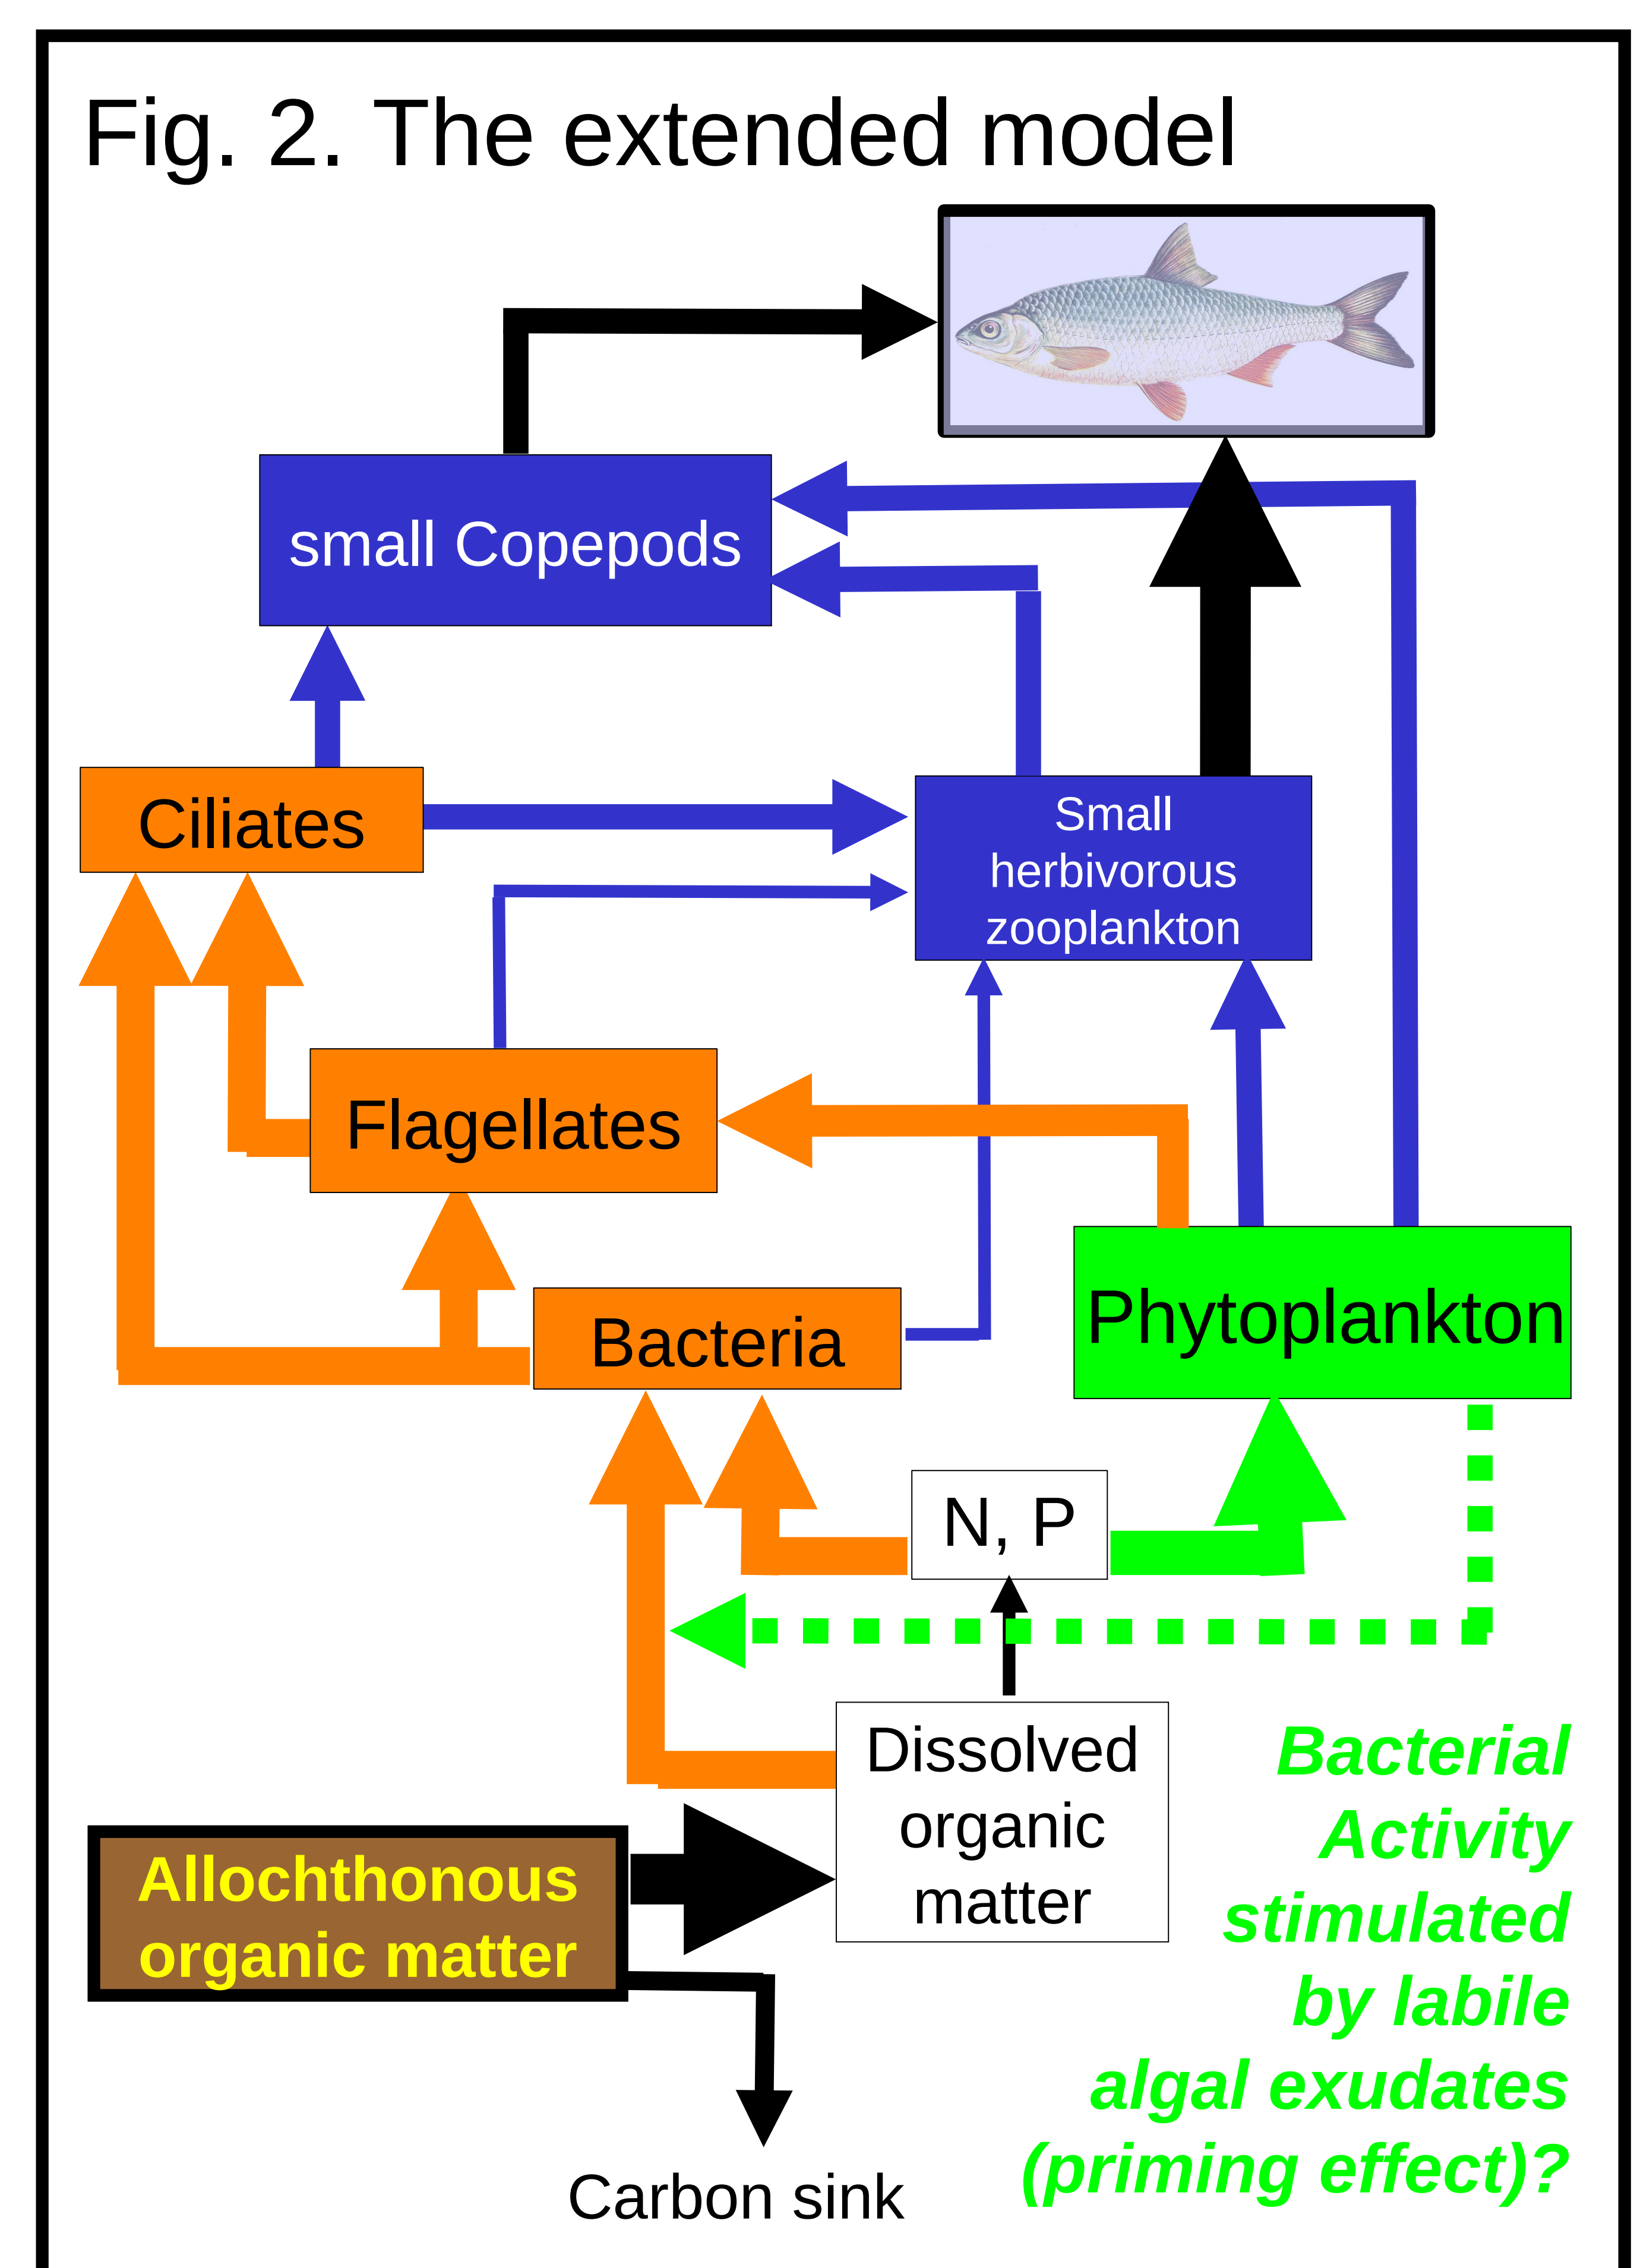 Fig. 2. The extended model
small Copepods
Ciliates
Small
herbivorous
zooplankton
Flagellates
Bacteria
Phytoplankton
N, P
Dissolved
organic
matter
Allochthonous
organic matter
Carbon sink
Bacterial
Activity
stimulated
by labile
algal exudates
(priming effect)?